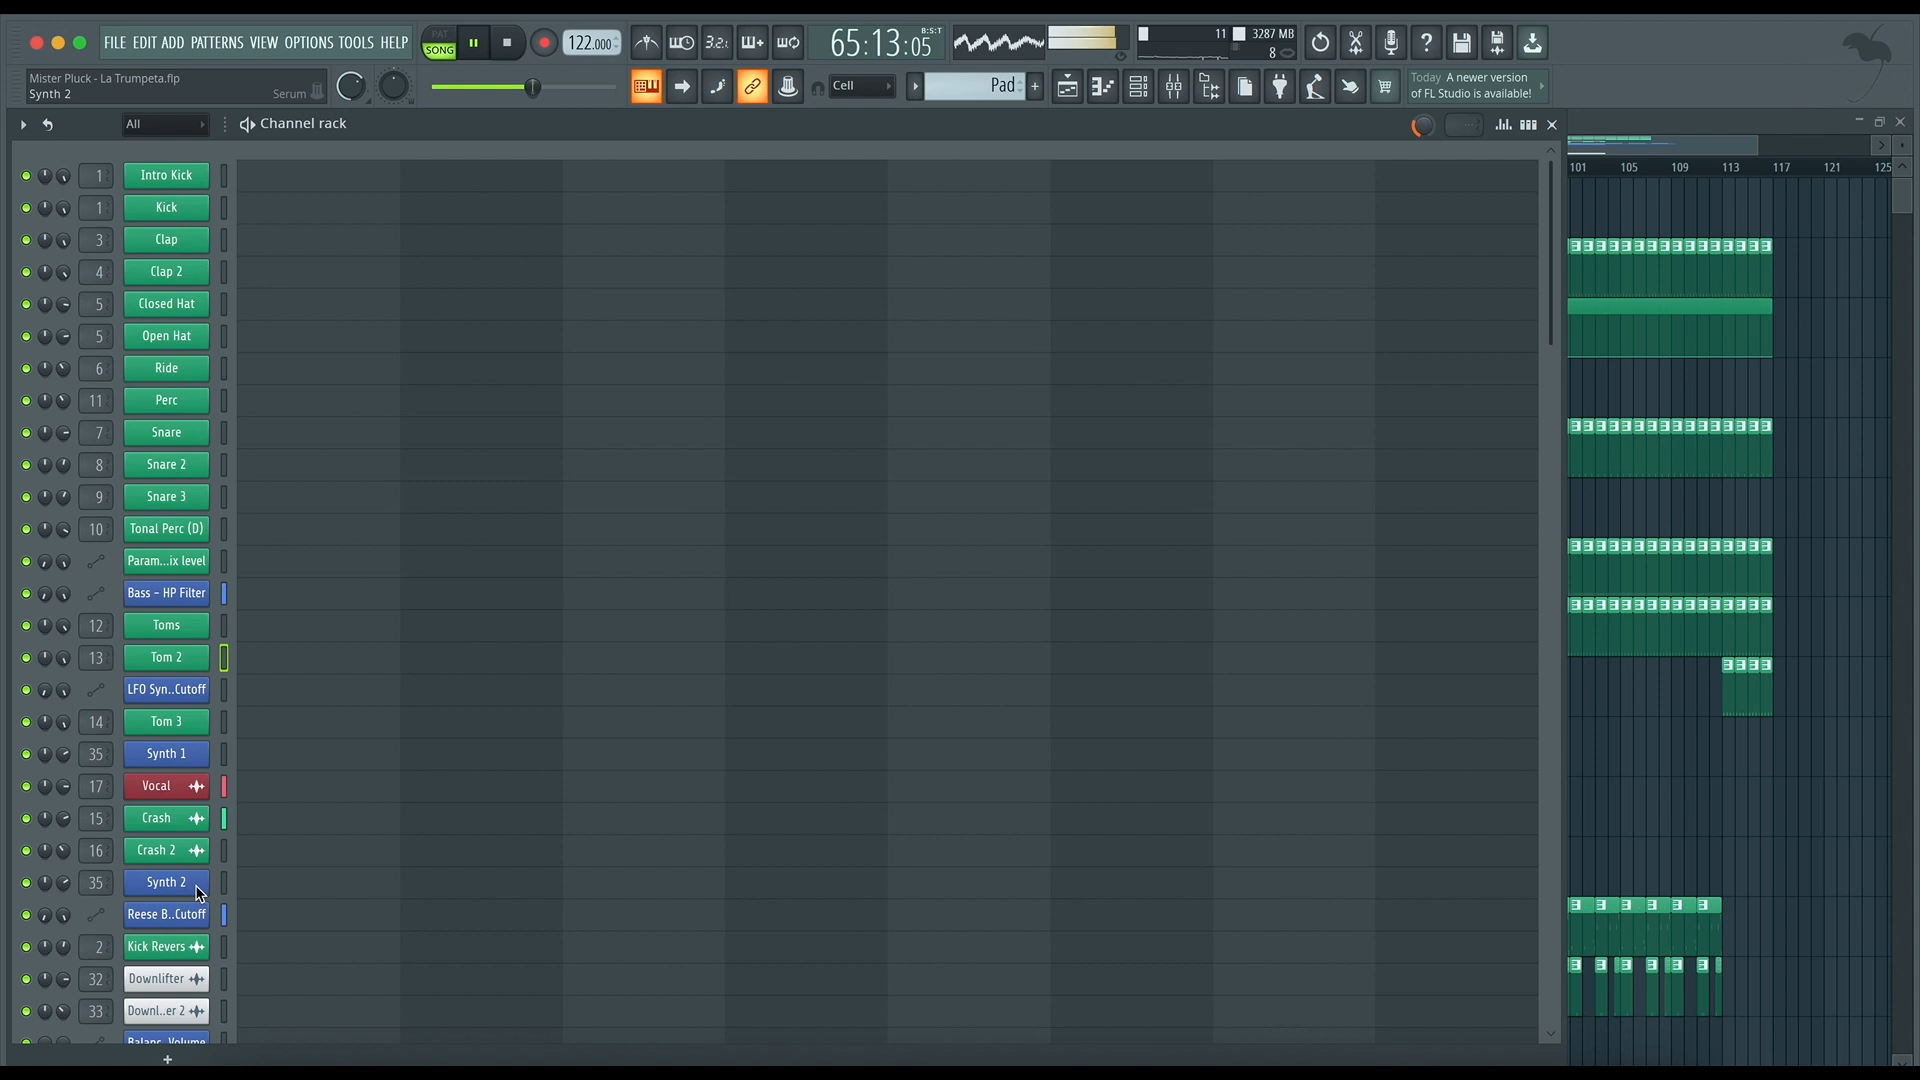 FILE EDIT ADD PATTERNS VIEW OPTIONS TOOLS HELP
PAT
SONG
122.000
3.2.
65:13:05
B:S:T
11
3287 MB
8
Mister Pluck - La Trumpeta.flp
Synth 2
Serum
Cell
Pad
+
Today A newer version
of FL Studio is available!
All
Channel rack
101 105 109 113 117 121 125
1 Intro Kick
1 Kick
3 Clap
4 Clap 2
5 Closed Hat
5 Open Hat
6 Ride
11 Perc
7 Snare
8 Snare 2
9 Snare 3
10 Tonal Perc (D)
Param...ix level
Bass - HP Filter
12 Toms
13 Tom 2
LFO Syn..Cutoff
14 Tom 3
35 Synth 1
17 Vocal
15 Crash
16 Crash 2
35 Synth 2
Reese B..Cutoff
2 Kick Revers
32 Downlifter
33 Downl..er 2
Balanc..Volume
+